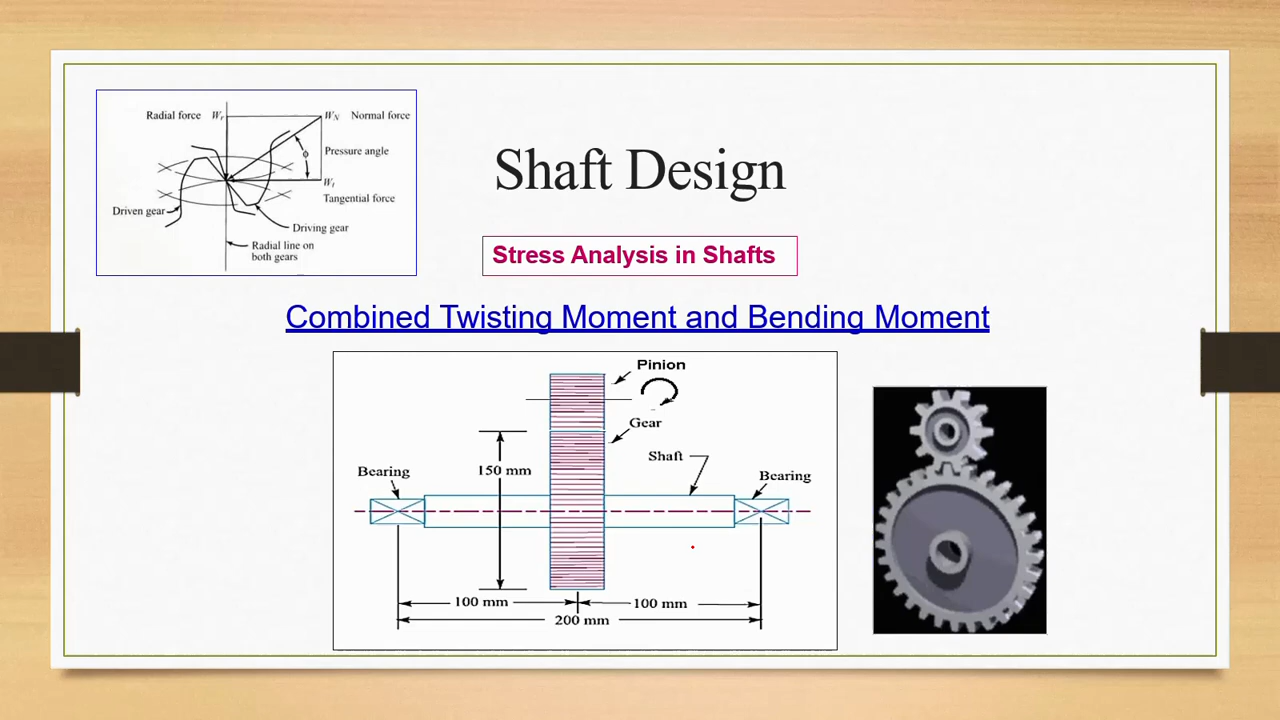 Radial force Wr WN Normal force
ϕ Pressure angle
Wt
Tangential force
Driven gear
Driving gear
Radial line on
both gears
Shaft Design
Stress Analysis in Shafts
Combined Twisting Moment and Bending Moment
Pinion
Gear
Shaft
Bearing
150 mm
Bearing
100 mm
100 mm
200 mm